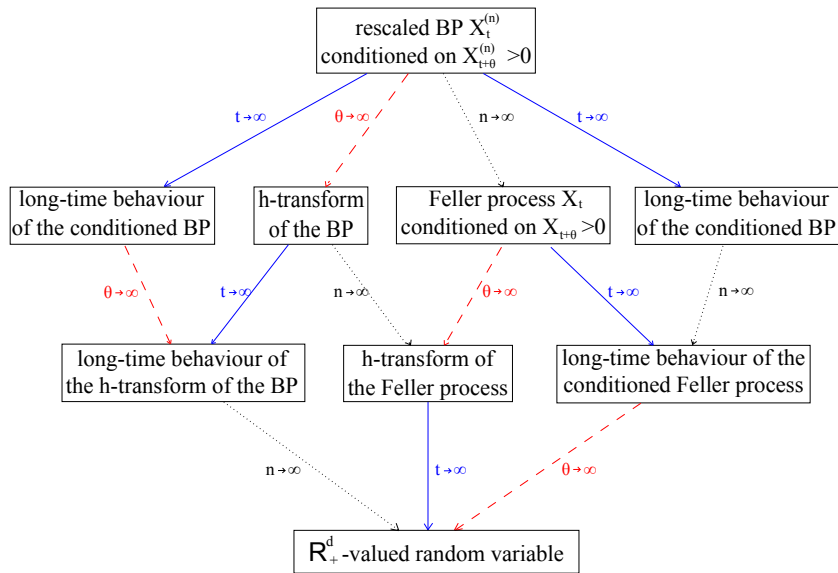 rescaled BP X_t^(n)
conditioned on X_{t+θ}^(n) >0
t→∞
θ→∞
n→∞
t→∞
long-time behaviour
of the conditioned BP
h-transform
of the BP
Feller process X_t
conditioned on X_{t+θ} >0
long-time behaviour
of the conditioned BP
θ→∞
t→∞
n→∞
θ→∞
t→∞
n→∞
long-time behaviour of
the h-transform of the BP
h-transform of
the Feller process
long-time behaviour of the
conditioned Feller process
n→∞
t→∞
θ→∞
R_+^d -valued random variable